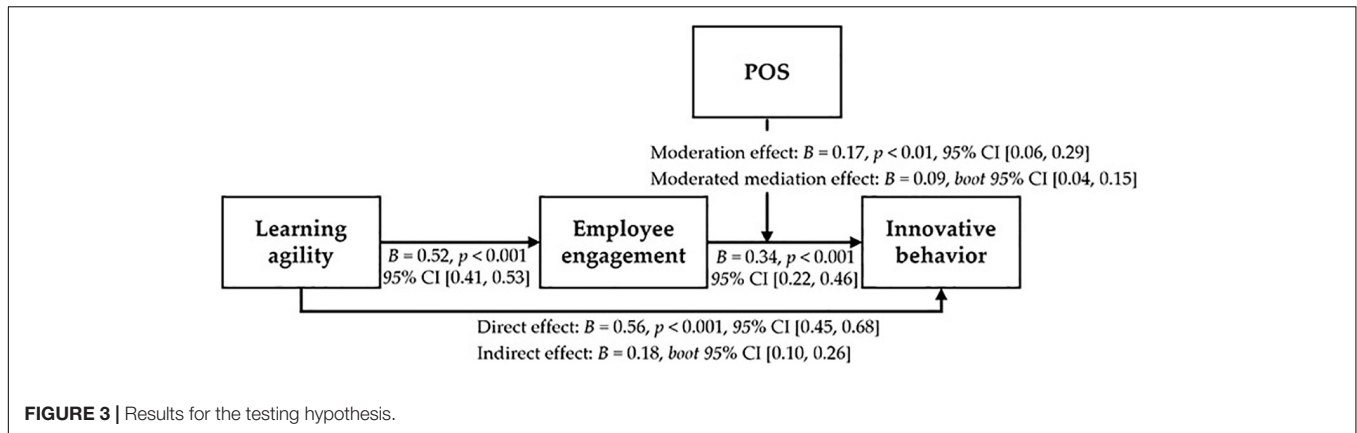 POS
Moderation effect: B = 0.17, p < 0.01, 95% CI [0.06, 0.29]
Moderated mediation effect: B = 0.09, boot 95% CI [0.04, 0.15]
Learning
agility
B = 0.52, p < 0.001
95% CI [0.41, 0.53]
Employee
engagement
B = 0.34, p < 0.001
95% CI [0.22, 0.46]
Innovative
behavior
Direct effect: B = 0.56, p < 0.001, 95% CI [0.45, 0.68]
Indirect effect: B = 0.18, boot 95% CI [0.10, 0.26]
FIGURE 3 | Results for the testing hypothesis.